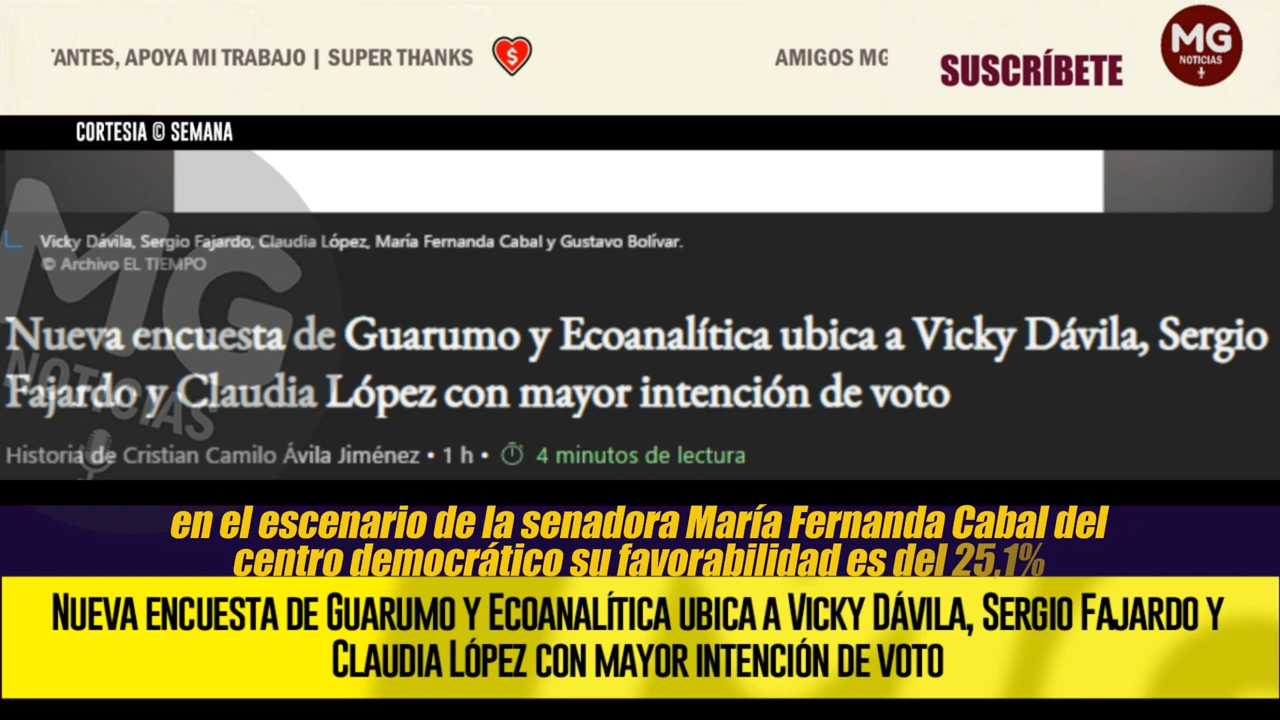 'ANTES, APOYA MI TRABAJO | SUPER THANKS
AMIGOS MG
SUSCRÍBETE
MG
NOTICIAS
CORTESIA © SEMANA
Vicky Dávila, Sergio Fajardo, Claudia López, María Fernanda Cabal y Gustavo Bolívar.
© Archivo EL TIEMPO
Nueva encuesta de Guarumo y Ecoanalítica ubica a Vicky Dávila, Sergio
Fajardo y Claudia López con mayor intención de voto
Historia de Cristian Camilo Ávila Jiménez • 1 h • 4 minutos de lectura
MG
NOTICIAS
en el escenario de la senadora María Fernanda Cabal del
centro democrático su favorabilidad es del 25,1%
NUEVA ENCUESTA DE GUARUMO Y ECOANALÍTICA UBICA A VICKY DÁVILA, SERGIO FAJARDO Y
CLAUDIA LÓPEZ CON MAYOR INTENCIÓN DE VOTO